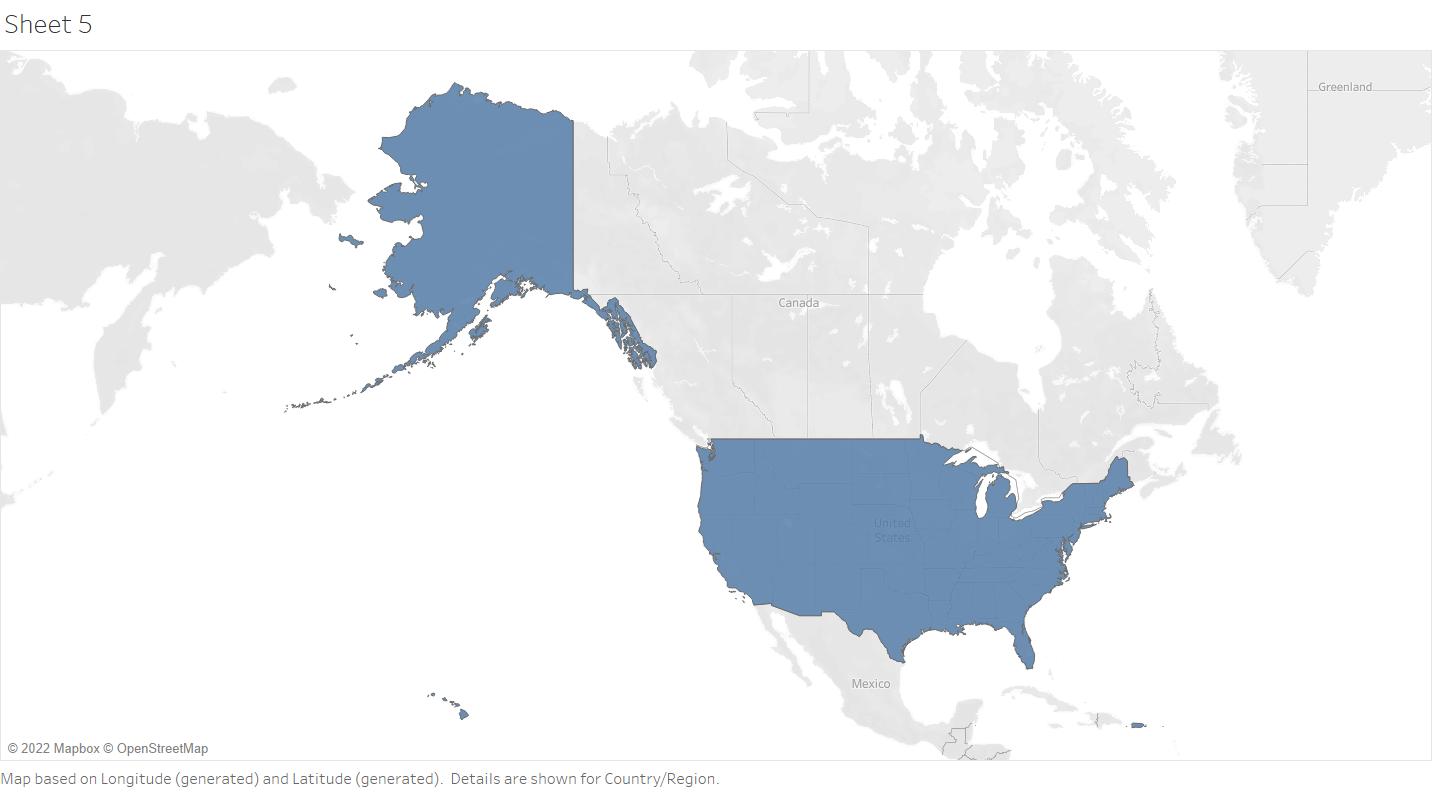 Sheet 5
Greenland
Canada
United
States
Mexico
© 2022 Mapbox © OpenStreetMap
Map based on Longitude (generated) and Latitude (generated).  Details are shown for Country/Region.